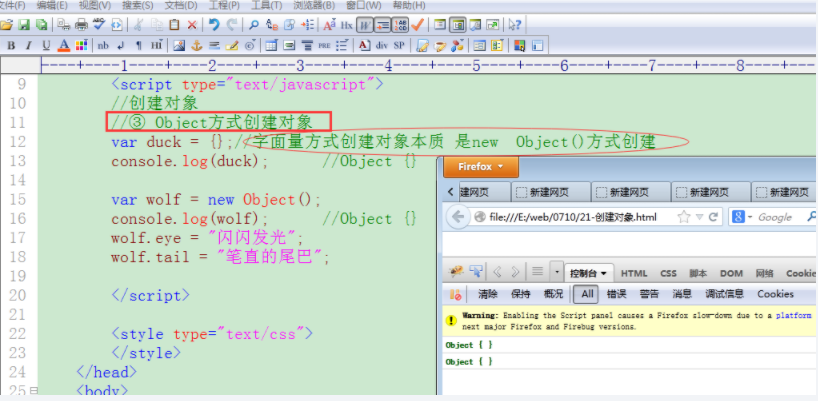 文件(F) 编辑(E) 视图(V) 搜索(S) 文档(D) 工程(P) 工具(T) 浏览器(B) 窗口(W) 帮助(H)
B I U A nb ¶ Hi A div SP
----+----1----+----2----+----3----+----4----+----5----+----6----+----7----+----8----+---
9 <script type="text/javascript">
10 //创建对象
11 //③ Object方式创建对象
12 var duck = {};//字面量方式创建对象本质 是new Object()方式创建
13 console.log(duck); //Object {}
14
15 var wolf = new Object();
16 console.log(wolf); //Object {}
17 wolf.eye = "闪闪发光";
18 wolf.tail = "笔直的尾巴";
19
20 </script>
21
22 <style type="text/css">
23 </style>
24 </head>
25 <body>
Firefox
建网页 新建网页 新建网页 新建网页 新建网页
file:///E:/web/0710/21-创建对象.html Google
控制台 HTML CSS 脚本 DOM 网络 Cookie
清除 保持 概况 All 错误 警告 消息 调试信息 Cookies
Warning: Enabling the Script panel causes a Firefox slow-down due to a platform
next major Firefox and Firebug versions.
Object { }
Object { }